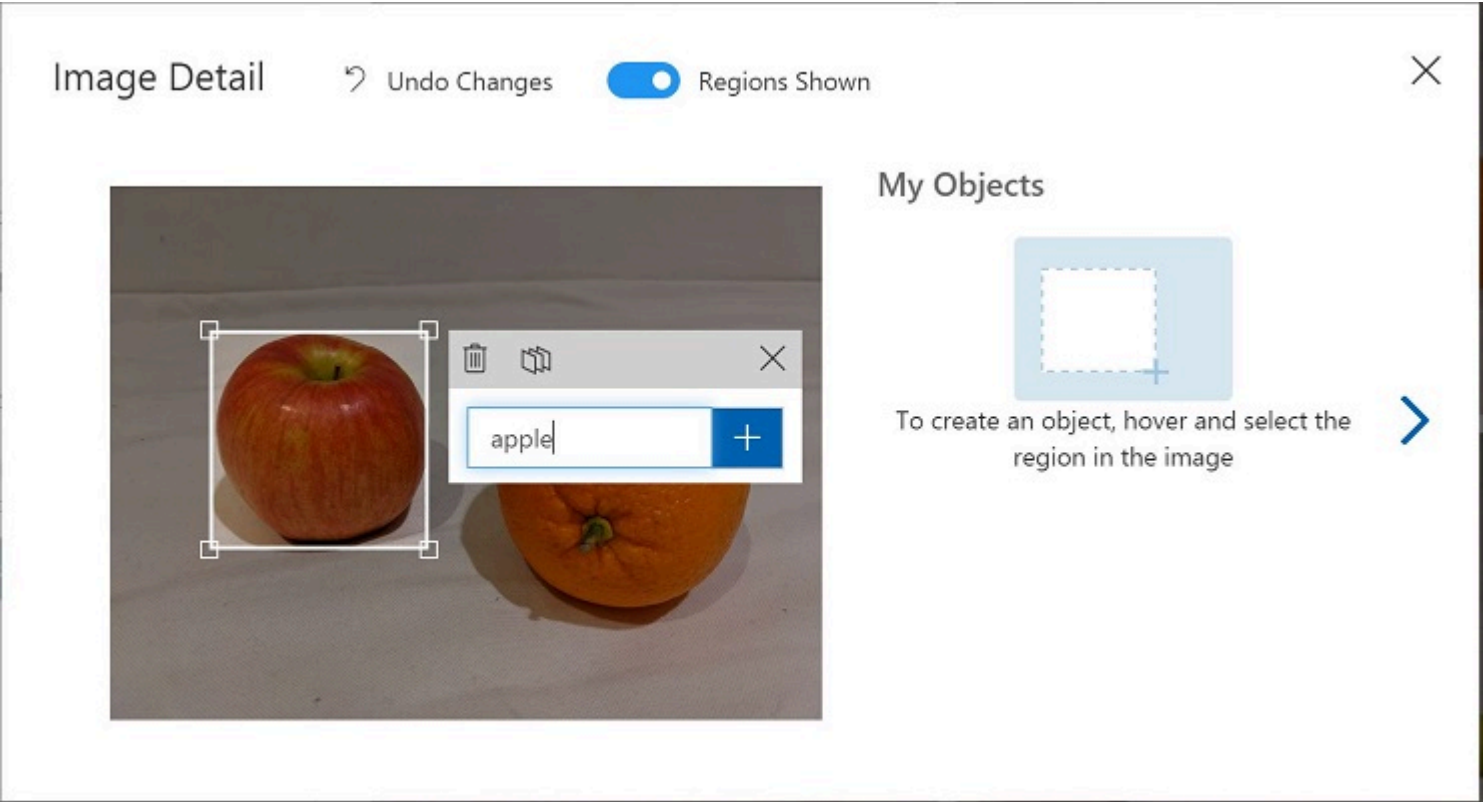 Image Detail
Undo Changes
Regions Shown
My Objects
apple
To create an object, hover and select the
region in the image